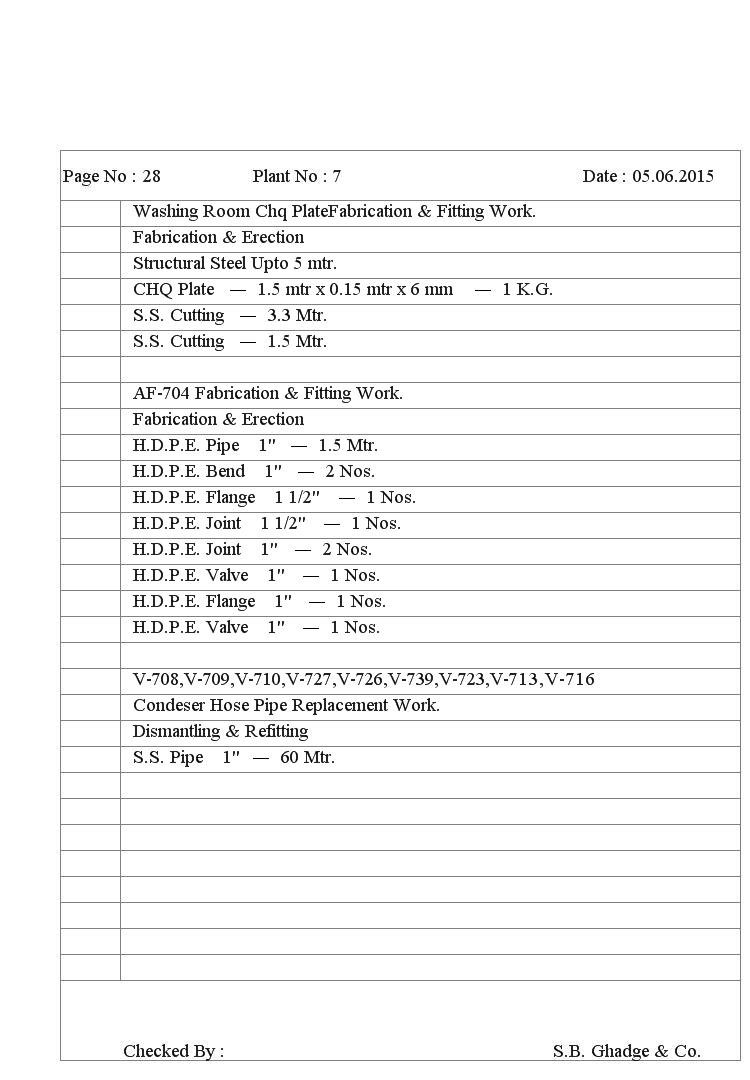 Page No : 28 Plant No : 7 Date : 05.06.2015
Washing Room Chq PlateFabrication & Fitting Work.
Fabrication & Erection
Structural Steel Upto 5 mtr.
CHQ Plate — 1.5 mtr x 0.15 mtr x 6 mm — 1 K.G.
S.S. Cutting — 3.3 Mtr.
S.S. Cutting — 1.5 Mtr.
AF-704 Fabrication & Fitting Work.
Fabrication & Erection
H.D.P.E. Pipe 1" — 1.5 Mtr.
H.D.P.E. Bend 1" — 2 Nos.
H.D.P.E. Flange 1 1/2" — 1 Nos.
H.D.P.E. Joint 1 1/2" — 1 Nos.
H.D.P.E. Joint 1" — 2 Nos.
H.D.P.E. Valve 1" — 1 Nos.
H.D.P.E. Flange 1" — 1 Nos.
H.D.P.E. Valve 1" — 1 Nos.
V-708,V-709,V-710,V-727,V-726,V-739,V-723,V-713,V-716
Condeser Hose Pipe Replacement Work.
Dismantling & Refitting
S.S. Pipe 1" — 60 Mtr.
Checked By : S.B. Ghadge & Co.